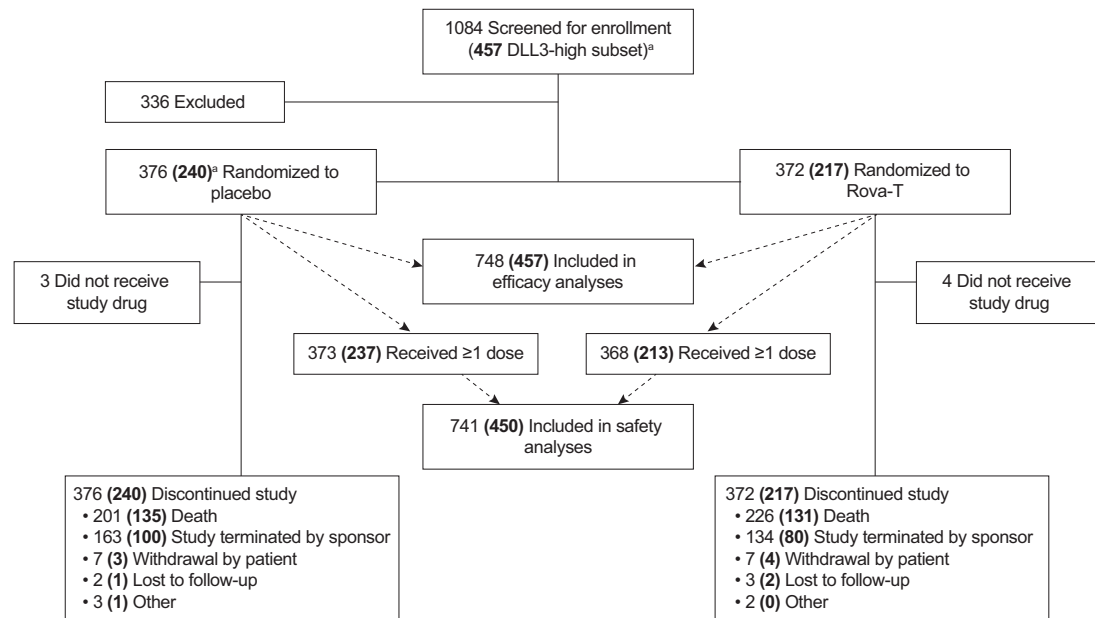 1084 Screened for enrollment
(457 DLL3-high subset)ª
336 Excluded
376 (240)ª Randomized to
placebo
372 (217) Randomized to
Rova-T
748 (457) Included in
efficacy analyses
3 Did not receive
study drug
4 Did not receive
study drug
373 (237) Received ≥1 dose
368 (213) Received ≥1 dose
741 (450) Included in safety
analyses
376 (240) Discontinued study
• 201 (135) Death
• 163 (100) Study terminated by sponsor
• 7 (3) Withdrawal by patient
• 2 (1) Lost to follow-up
• 3 (1) Other
372 (217) Discontinued study
• 226 (131) Death
• 134 (80) Study terminated by sponsor
• 7 (4) Withdrawal by patient
• 3 (2) Lost to follow-up
• 2 (0) Other